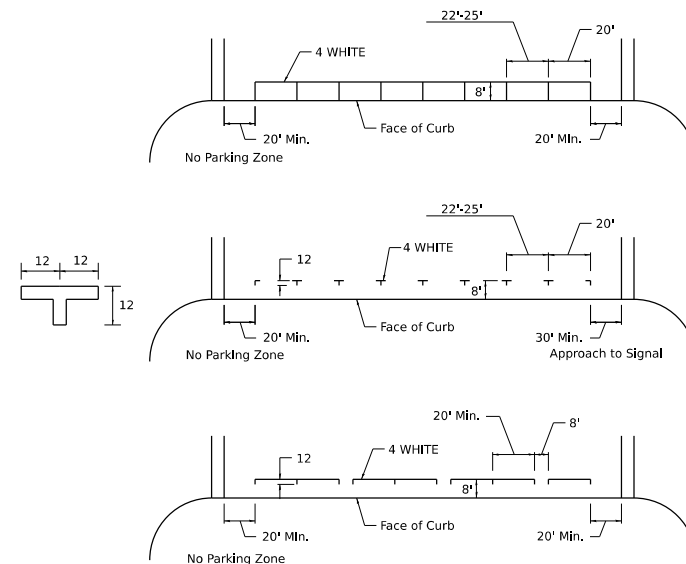 22'-25'
20'
4 WHITE
8'
Face of Curb
20' Min.
20' Min.
No Parking Zone
22'-25'
20'
12
4 WHITE
12
12
12
8'
Face of Curb
20' Min.
30' Min.
No Parking Zone
Approach to Signal
20' Min.
8'
4 WHITE
12
8'
Face of Curb
20' MIn.
20' Min.
No Parking Zone